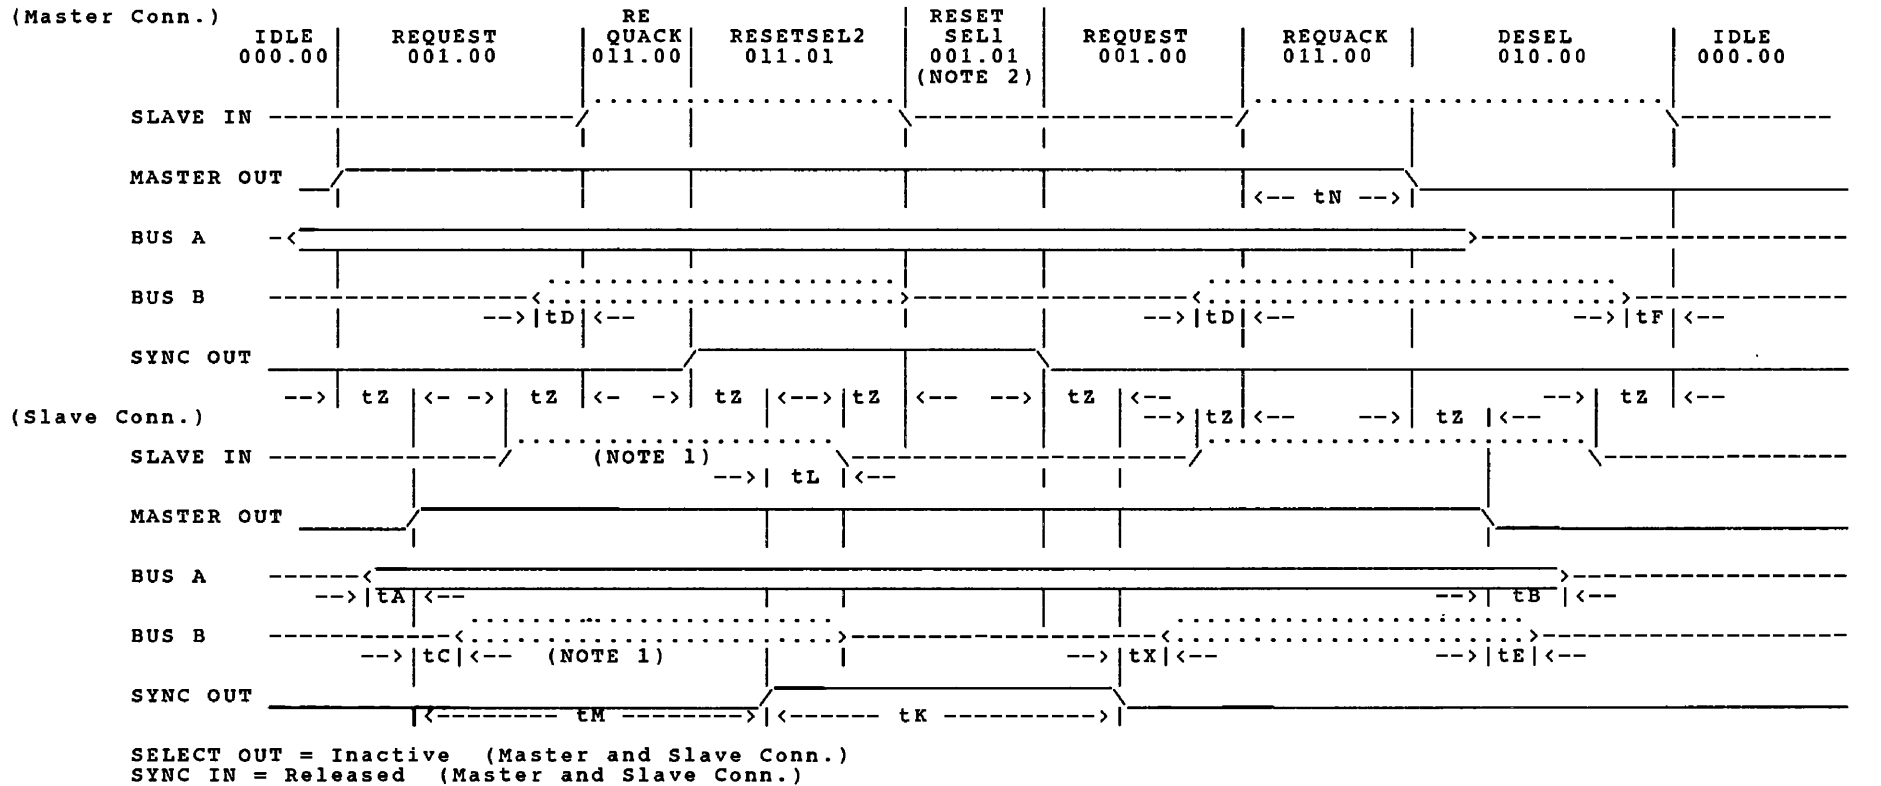 (Master Conn.)
RE
RESET
IDLE REQUEST QUACK RESETSEL2 SEL1 REQUEST REQUACK DESEL IDLE
000.00 001.00 011.00 011.01 001.01 001.00 011.00 010.00 000.00
(NOTE 2)
SLAVE IN
MASTER OUT
<-- tN -->
BUS A
BUS B
-->|tD|<-- -->|tD|<-- -->|tF|<--
SYNC OUT
--> tZ <- -> tZ <- -> tZ <--> tZ <-- --> tZ <-- --> tZ <--
(Slave Conn.) --> tZ <-- --> tZ <--
SLAVE IN (NOTE 1)
--> tL <--
MASTER OUT
BUS A
-->|tA <-- --> tB <--
BUS B
-->|tC|<-- (NOTE 1) -->|tX|<-- -->|tE|<--
SYNC OUT
|<------- tM ------->|<----- tK --------->|
SELECT OUT = Inactive (Master and Slave Conn.)
SYNC IN = Released (Master and Slave Conn.)